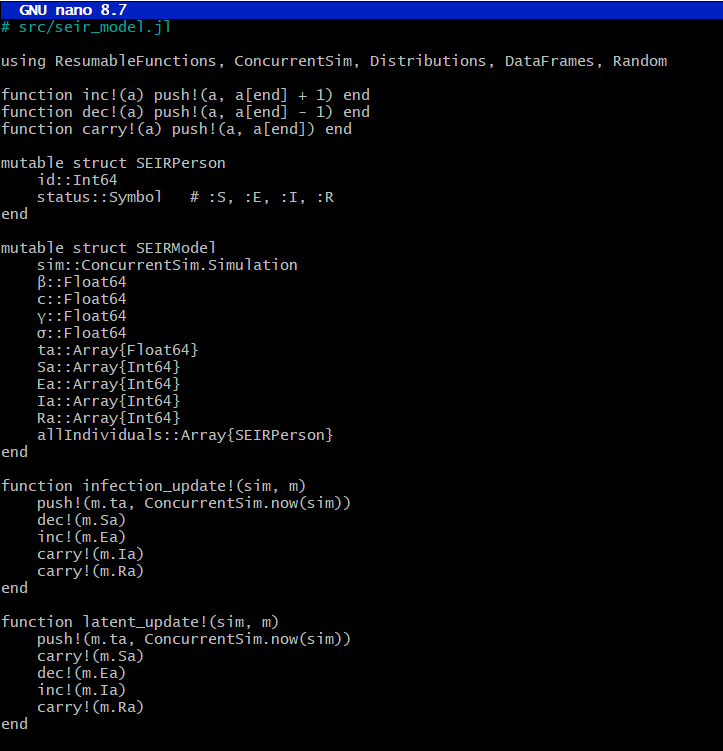 GNU nano 8.7
# src/seir_model.jl
using ResumableFunctions, ConcurrentSim, Distributions, DataFrames, Random
function inc!(a) push!(a, a[end] + 1) end
function dec!(a) push!(a, a[end] - 1) end
function carry!(a) push!(a, a[end]) end
mutable struct SEIRPerson
    id::Int64
    status::Symbol   # :S, :E, :I, :R
end
mutable struct SEIRModel
    sim::ConcurrentSim.Simulation
    β::Float64
    c::Float64
    γ::Float64
    σ::Float64
    ta::Array{Float64}
    Sa::Array{Int64}
    Ea::Array{Int64}
    Ia::Array{Int64}
    Ra::Array{Int64}
    allIndividuals::Array{SEIRPerson}
end
function infection_update!(sim, m)
    push!(m.ta, ConcurrentSim.now(sim))
    dec!(m.Sa)
    inc!(m.Ea)
    carry!(m.Ia)
    carry!(m.Ra)
end
function latent_update!(sim, m)
    push!(m.ta, ConcurrentSim.now(sim))
    carry!(m.Sa)
    dec!(m.Ea)
    inc!(m.Ia)
    carry!(m.Ra)
end